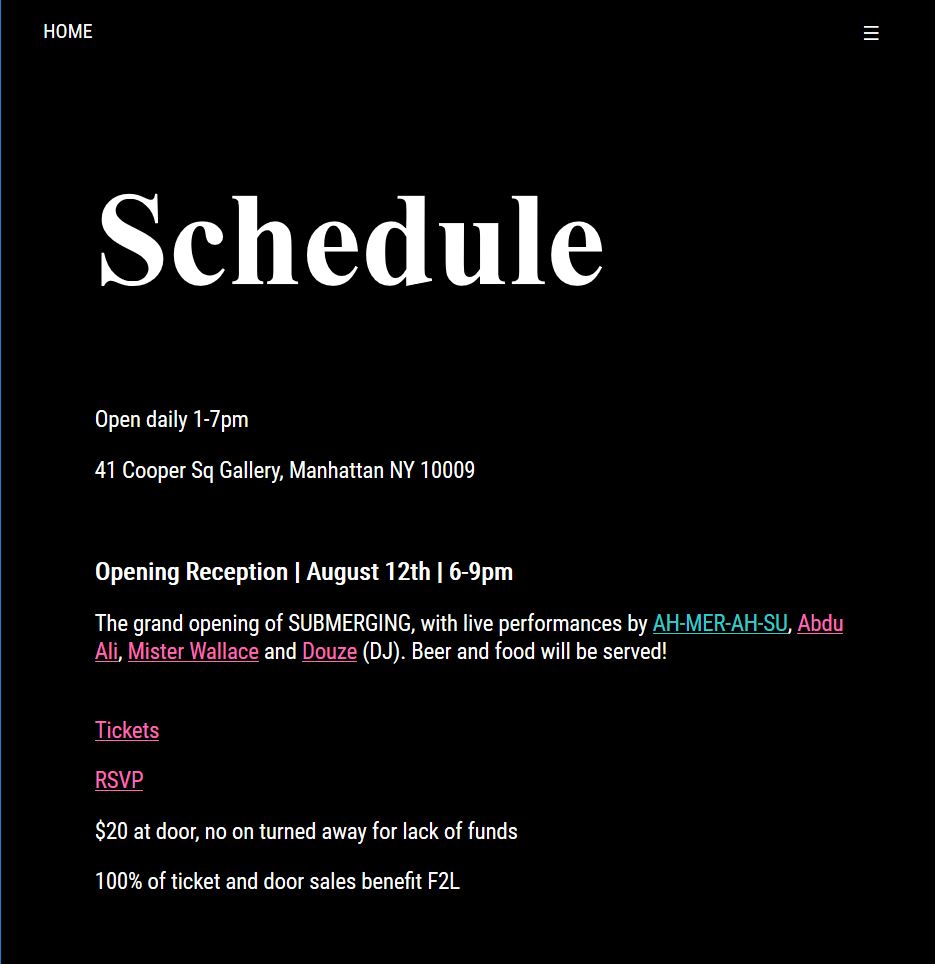 HOME
☰
Schedule
Open daily 1-7pm
41 Cooper Sq Gallery, Manhattan NY 10009
Opening Reception | August 12th | 6-9pm
The grand opening of SUBMERGING, with live performances by AH-MER-AH-SU, Abdu
Ali, Mister Wallace and Douze (DJ). Beer and food will be served!
Tickets
RSVP
$20 at door, no on turned away for lack of funds
100% of ticket and door sales benefit F2L